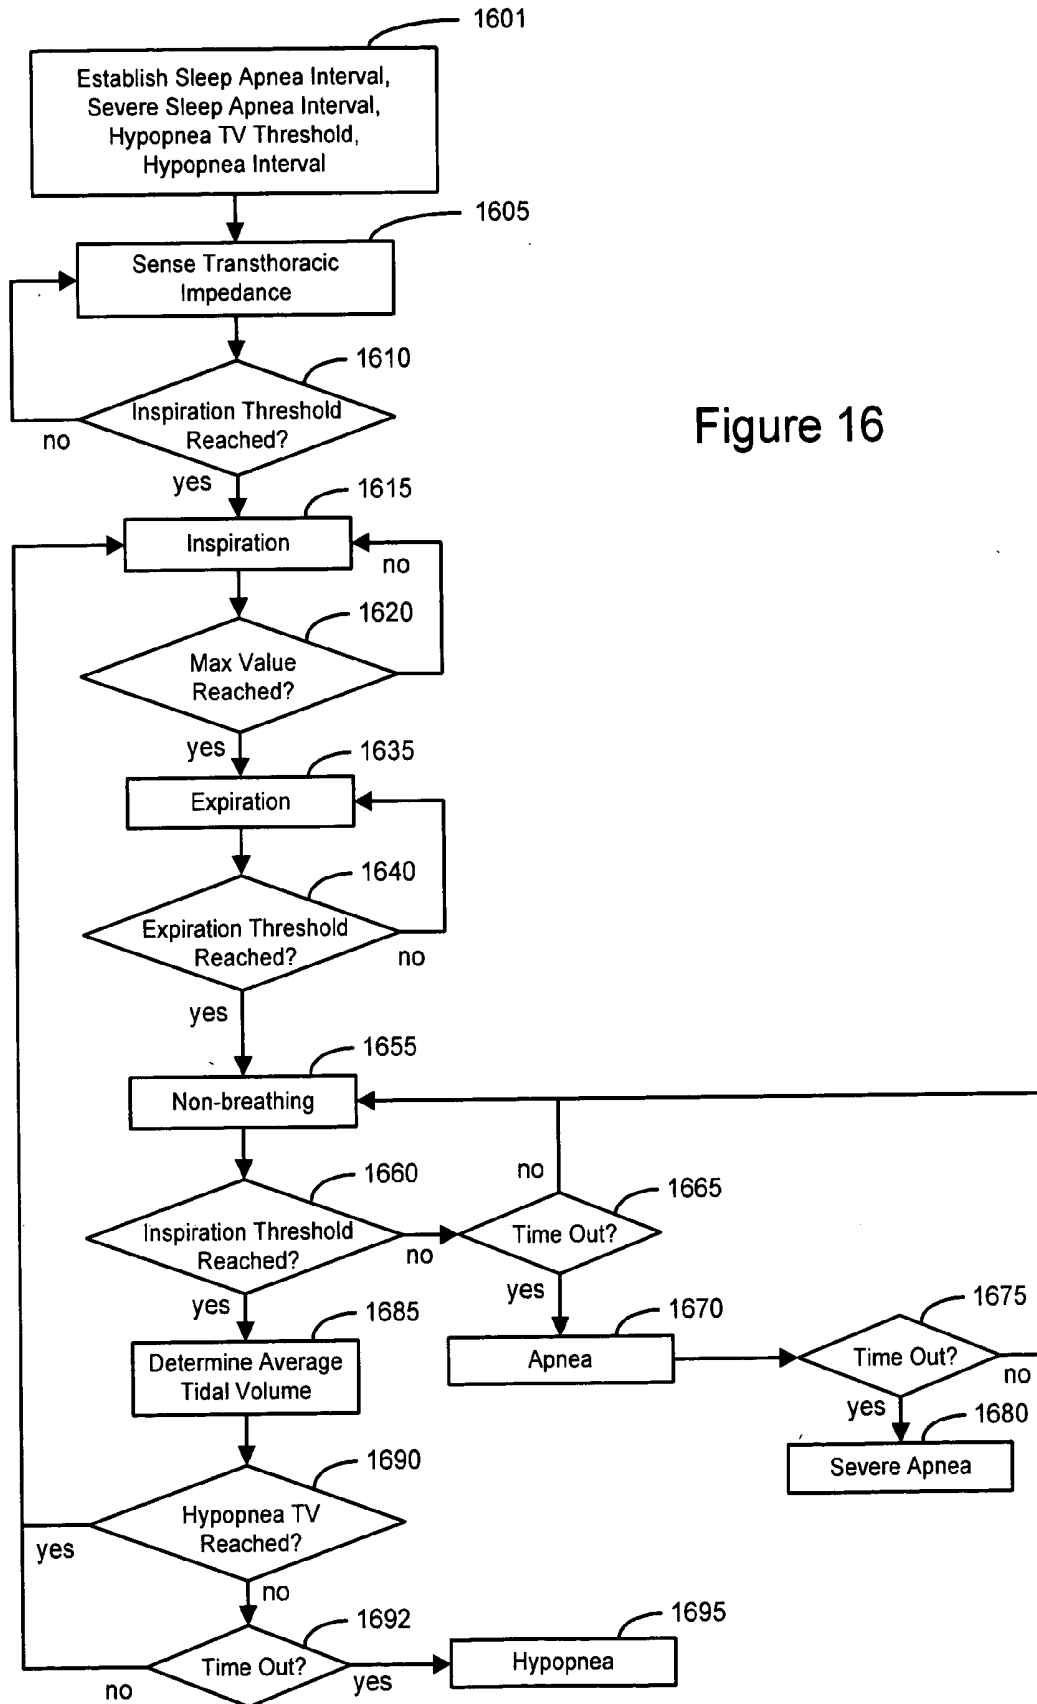 1601
Establish Sleep Apnea Interval,
Severe Sleep Apnea Interval,
Hypopnea TV Threshold,
Hypopnea Interval
1605
Sense Transthoracic
Impedance
1610
Inspiration Threshold
Reached?
no
yes
Figure 16
1615
Inspiration
no
1620
Max Value
Reached?
yes
1635
Expiration
1640
Expiration Threshold
Reached?
no
yes
1655
Non-breathing
1660
Inspiration Threshold
Reached?
no
yes
no
1665
Time Out?
yes
1670
Apnea
1675
Time Out?
no
yes
1680
Severe Apnea
1685
Determine Average
Tidal Volume
1690
Hypopnea TV
Reached?
yes
no
1692
Time Out?
no
yes
1695
Hypopnea